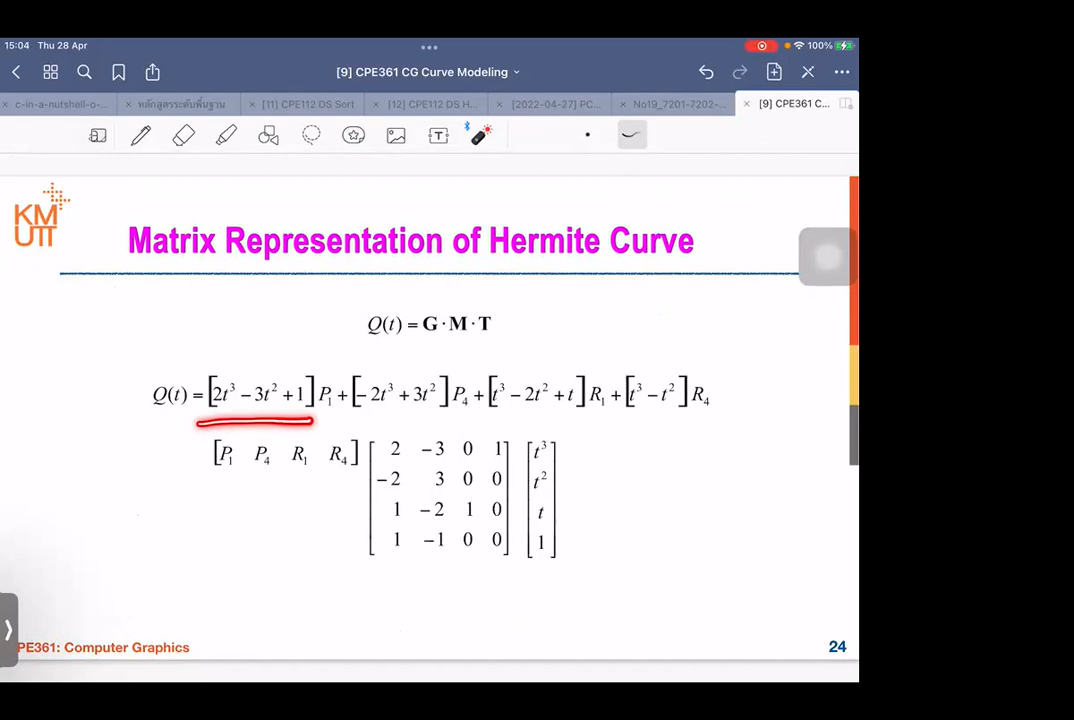 15:04 Thu 28 Apr
100%
[9] CPE361 CG Curve Modeling
c-in-a-nutshell-o-... หลักสูตรระดับพื้นฐาน [11] CPE112 DS Sort [12] CPE112 DS H... [2022-04-27] PC... No19_7201-7202-... [9] CPE361 C...
KM
UTT
Matrix Representation of Hermite Curve
Q(t) = G · M · T
Q(t) = [2t³ − 3t² + 1]P₁ + [− 2t³ + 3t²]P₄ + [t³ − 2t² + t]R₁ + [t³ − t²]R₄
[P₁ P₄ R₁ R₄] [2 −3 0 1] [t³]
[−2 3 0 0] [t²]
[1 −2 1 0] [t]
[1 −1 0 0] [1]
PE361: Computer Graphics
24